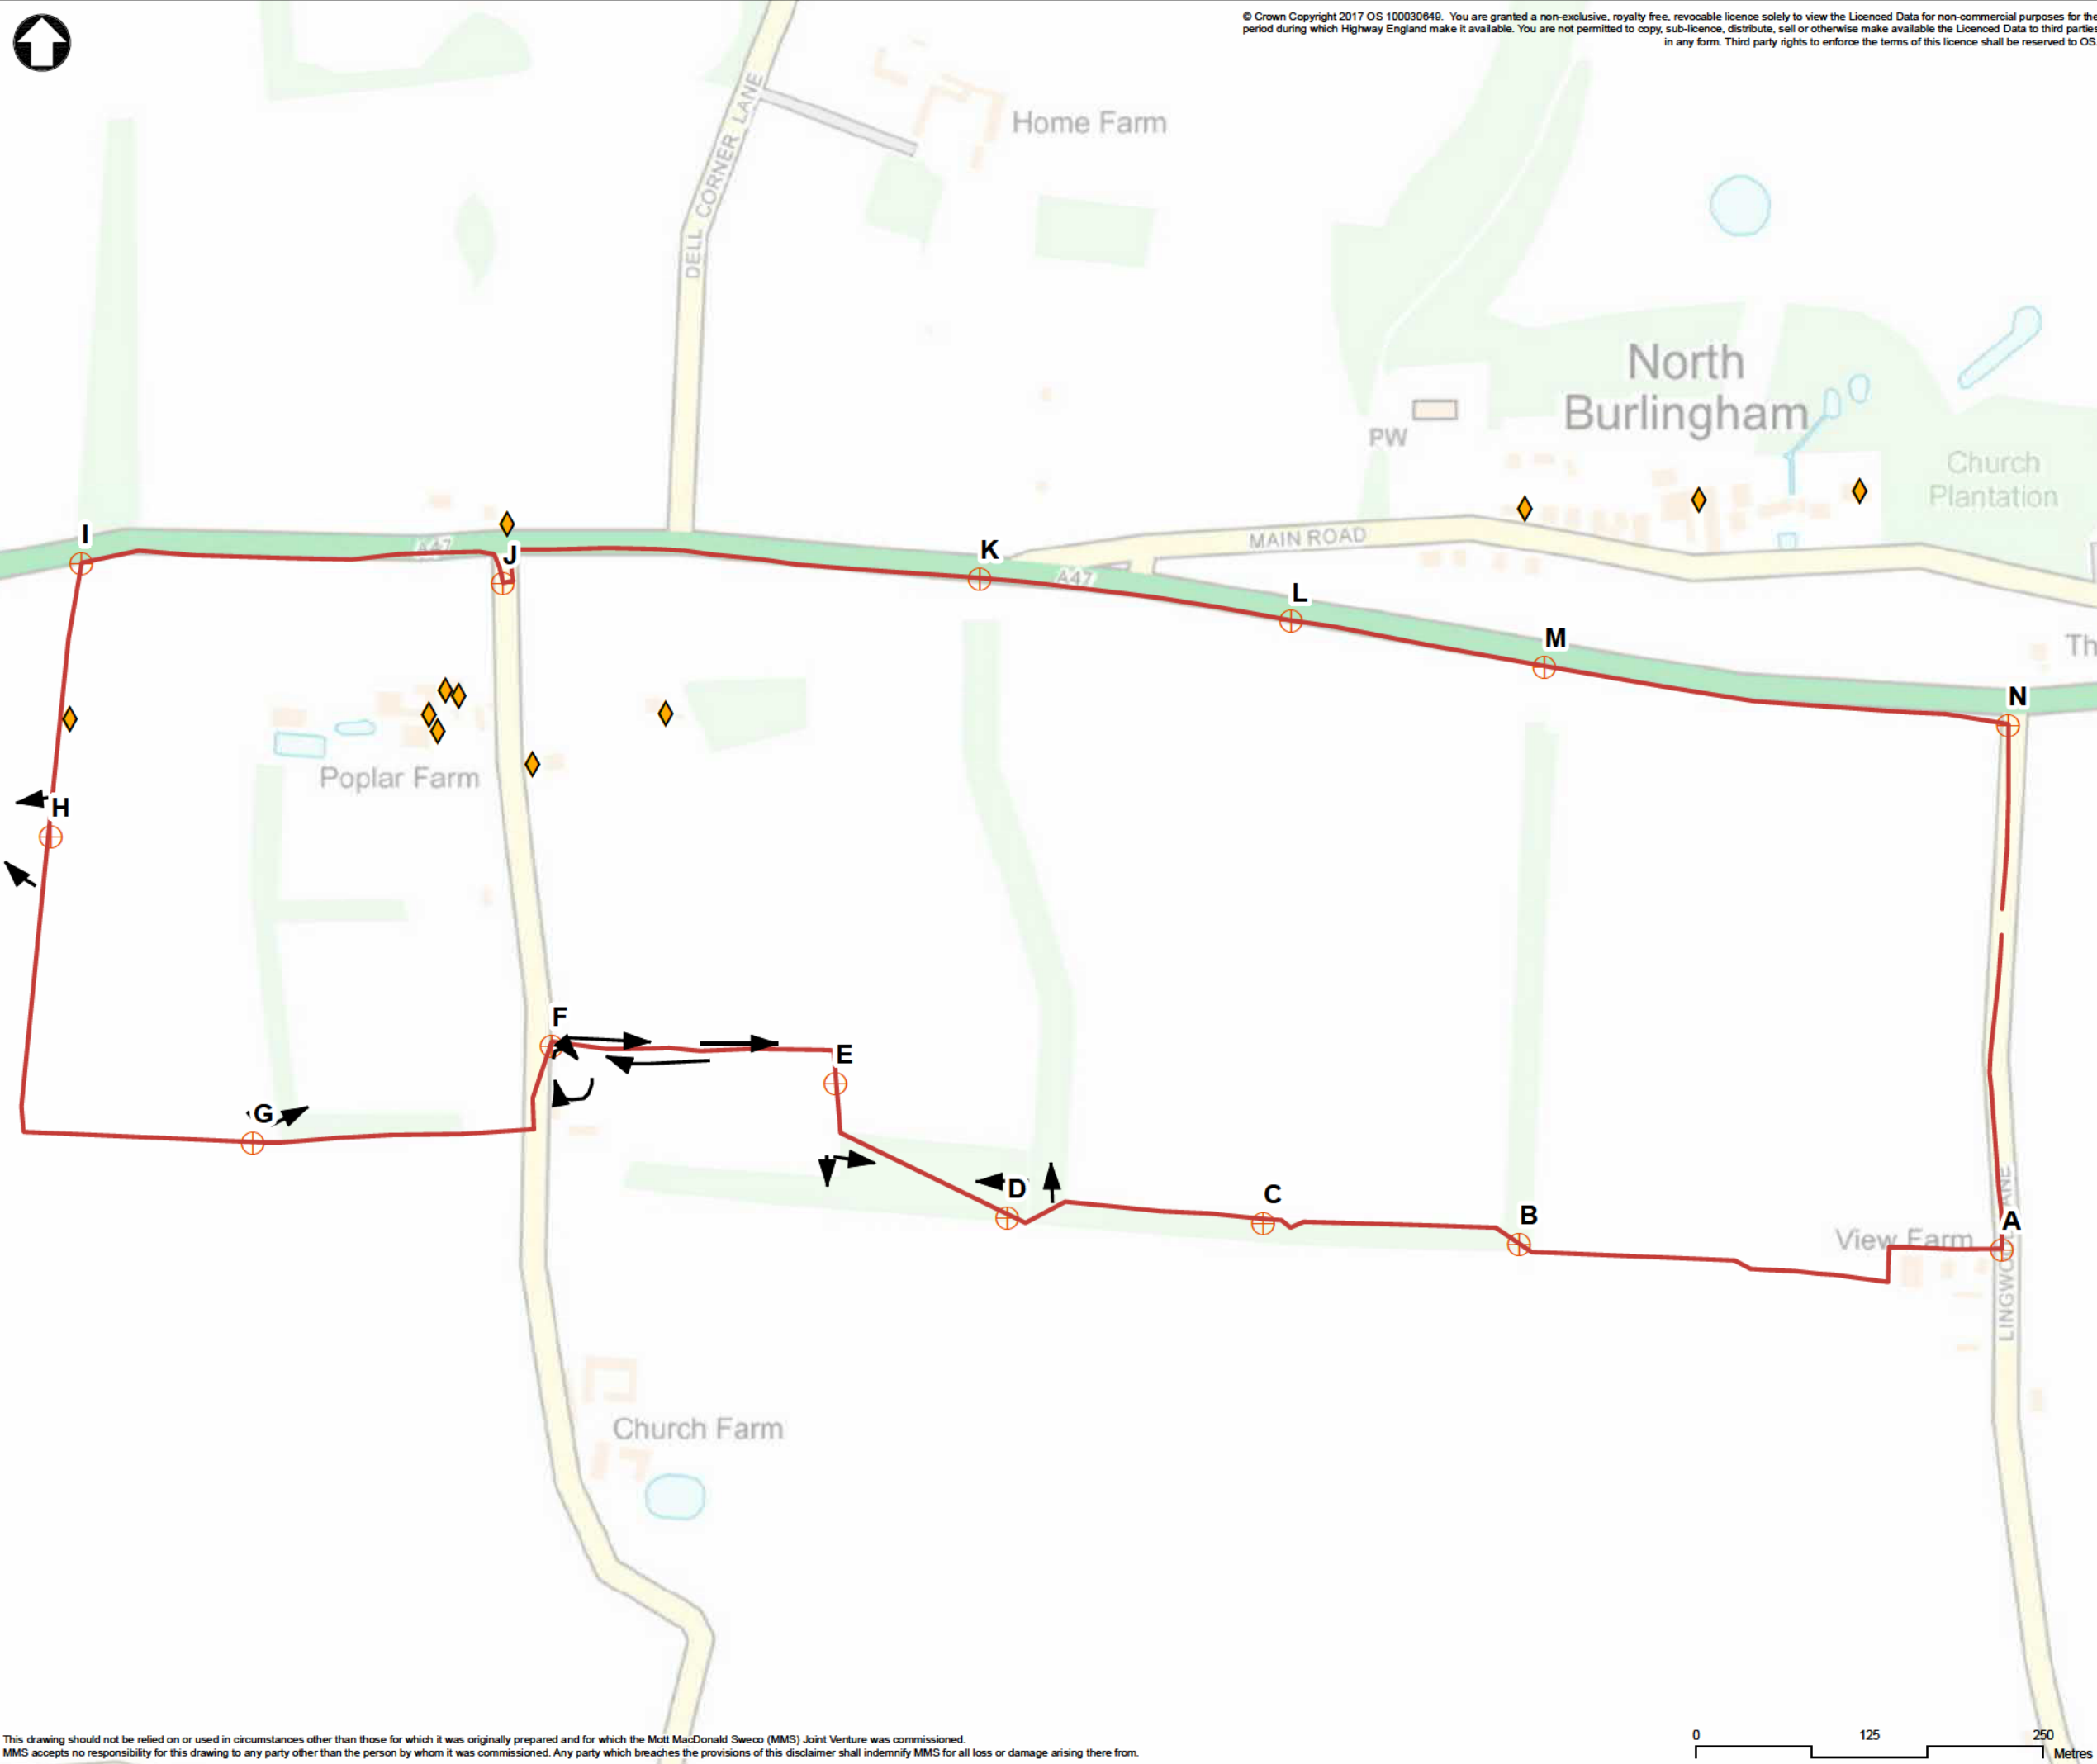 © Crown Copyright 2017 OS 100030649. You are granted a non-exclusive, royalty free, revocable licence solely to view the Licenced Data for non-commercial purposes for the
period during which Highway England make it available. You are not permitted to copy, sub-licence, distribute, sell or otherwise make available the Licenced Data to third parties
in any form. Third party rights to enforce the terms of this licence shall be reserved to OS.
DELL CORNER LANE
Home Farm
North
Burlingham
PW
Church
Plantation
MAIN ROAD
I
A47
J
K
A47
L
M
Th
N
Poplar Farm
H
F
E
G
D
C
B
A
View Farm
Church Farm
This drawing should not be relied on or used in circumstances other than those for which it was originally prepared and for which the Mott MacDonald Sweco (MMS) Joint Venture was commissioned.
MMS accepts no responsibility for this drawing to any party other than the person by whom it was commissioned. Any party which breaches the provisions of this disclaimer shall indemnify MMS for all loss or damage arising there from.
0 125 250
Metres